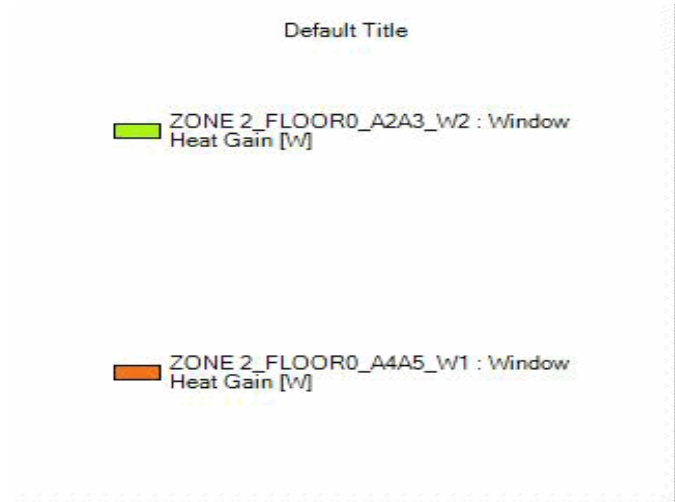 Default Title
ZONE 2_FLOOR0_A2A3_W2 : Window
Heat Gain [W]
ZONE 2_FLOOR0_A4A5_W1 : Window
Heat Gain [W]